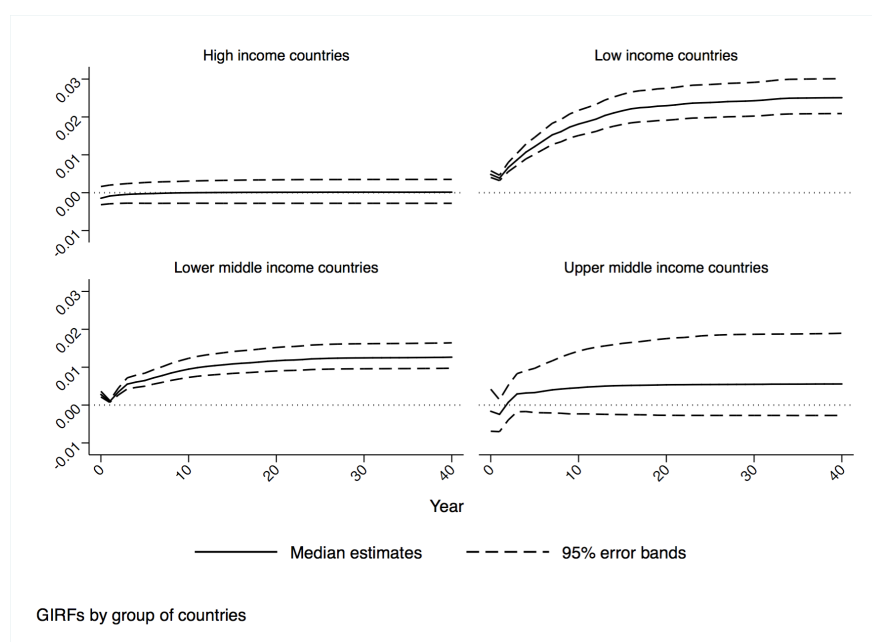 High income countries
Low income countries
0.03
0.02
0.01
0.00
-0.01
Lower middle income countries
Upper middle income countries
0.03
0.02
0.01
0.00
-0.01
0
10
20
30
40
0
10
20
30
40
Year
Median estimates
95% error bands
GIRFs by group of countries